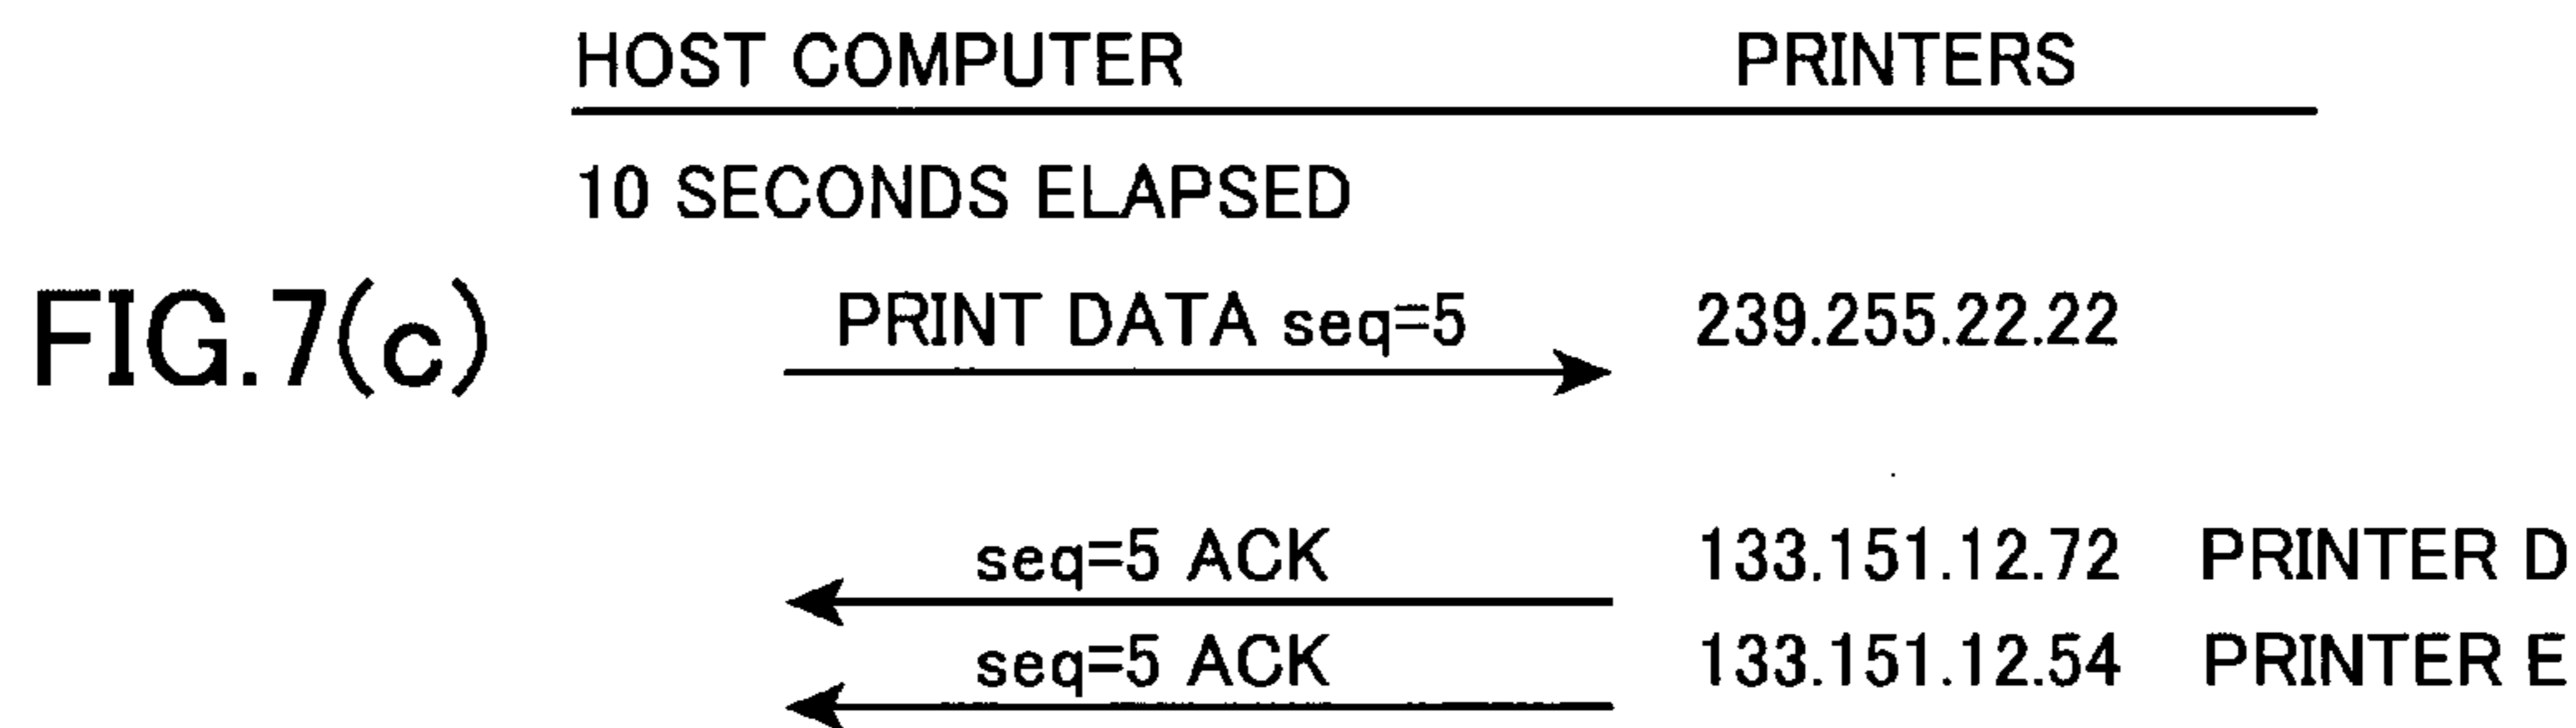 HOST COMPUTER PRINTERS
10 SECONDS ELAPSED
FIG.7(c)
PRINT DATA seq=5 239.255.22.22
seq=5 ACK 133.151.12.72 PRINTER D
seq=5 ACK 133.151.12.54 PRINTER E